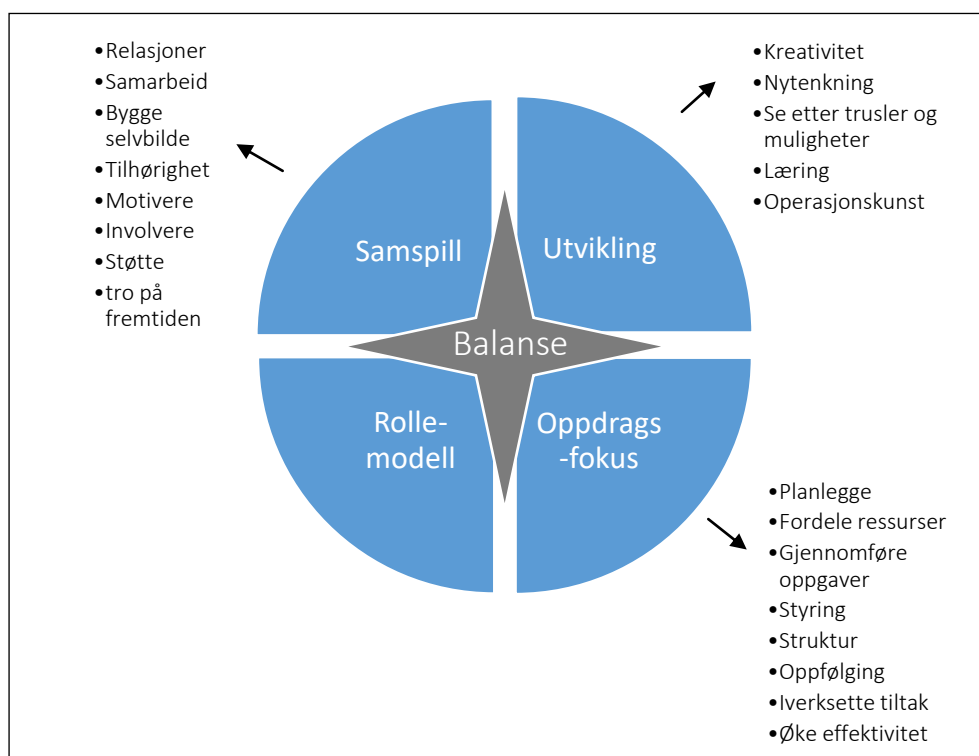 •Relasjoner
•Samarbeid
•Bygge
selvbilde
•Tilhørighet
•Motivere
•Involvere
•Støtte
•tro på
fremtiden
•Kreativitet
•Nytenkning
•Se etter trusler og
muligheter
•Læring
•Operasjonskunst
Samspill
Utvikling
Balanse
Rolle-
modell
Oppdrags
-fokus
•Planlegge
•Fordele ressurser
•Gjennomføre
oppgaver
•Styring
•Struktur
•Oppfølging
•Iverksette tiltak
•Øke effektivitet